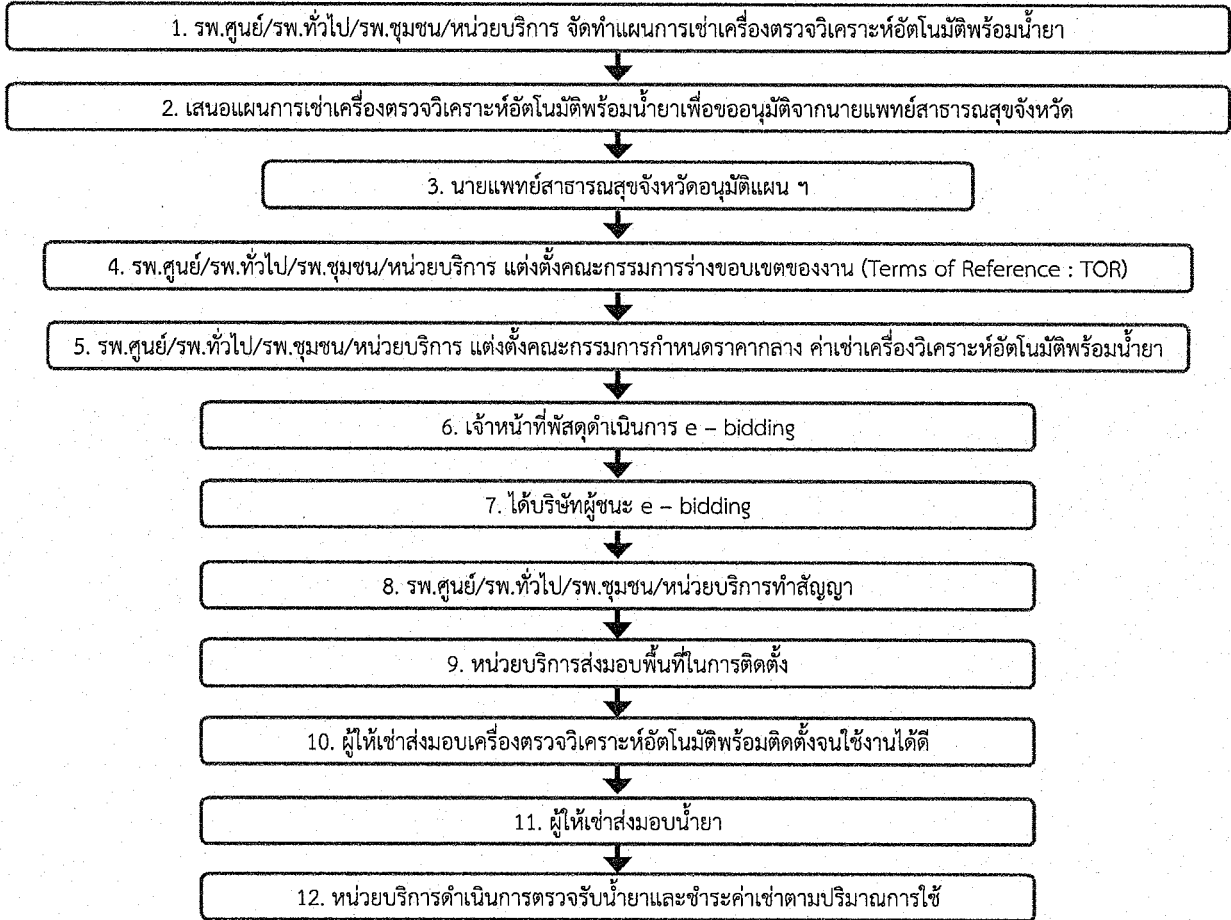 1. รพ.ศูนย์/รพ.ทั่วไป/รพ.ชุมชน/หน่วยบริการ จัดทำแผนการเช่าเครื่องตรวจวิเคราะห์อัตโนมัติพร้อมน้ำยา
2. เสนอแผนการเช่าเครื่องตรวจวิเคราะห์อัตโนมัติพร้อมน้ำยาเพื่อขออนุมัติจากนายแพทย์สาธารณสุขจังหวัด
3. นายแพทย์สาธารณสุขจังหวัดอนุมัติแผน ฯ
4. รพ.ศูนย์/รพ.ทั่วไป/รพ.ชุมชน/หน่วยบริการ แต่งตั้งคณะกรรมการร่างขอบเขตของงาน (Terms of Reference : TOR)
5. รพ.ศูนย์/รพ.ทั่วไป/รพ.ชุมชน/หน่วยบริการ แต่งตั้งคณะกรรมการกำหนดราคากลาง ค่าเช่าเครื่องวิเคราะห์อัตโนมัติพร้อมน้ำยา
6. เจ้าหน้าที่พัสดุดำเนินการ e – bidding
7. ได้บริษัทผู้ชนะ e – bidding
8. รพ.ศูนย์/รพ.ทั่วไป/รพ.ชุมชน/หน่วยบริการทำสัญญา
9. หน่วยบริการส่งมอบพื้นที่ในการติดตั้ง
10. ผู้ให้เช่าส่งมอบเครื่องตรวจวิเคราะห์อัตโนมัติพร้อมติดตั้งจนใช้งานได้ดี
11. ผู้ให้เช่าส่งมอบน้ำยา
12. หน่วยบริการดำเนินการตรวจรับน้ำยาและชำระค่าเช่าตามปริมาณการใช้